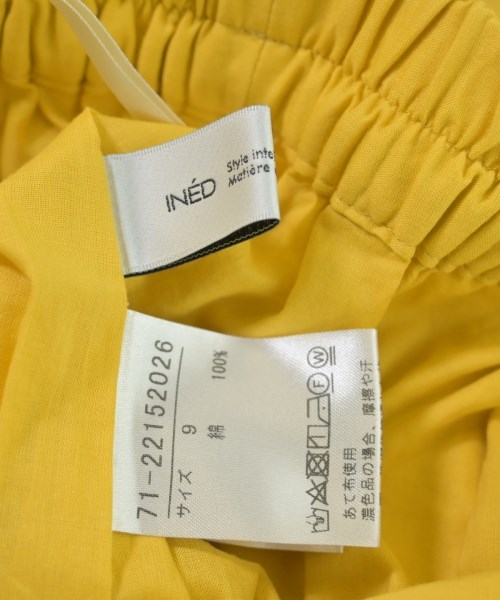 INÉD
Style inte
Matière
71-22152026
サイズ 9
綿 100%
F W
あて布使用
濃色品の場合、摩擦や汗